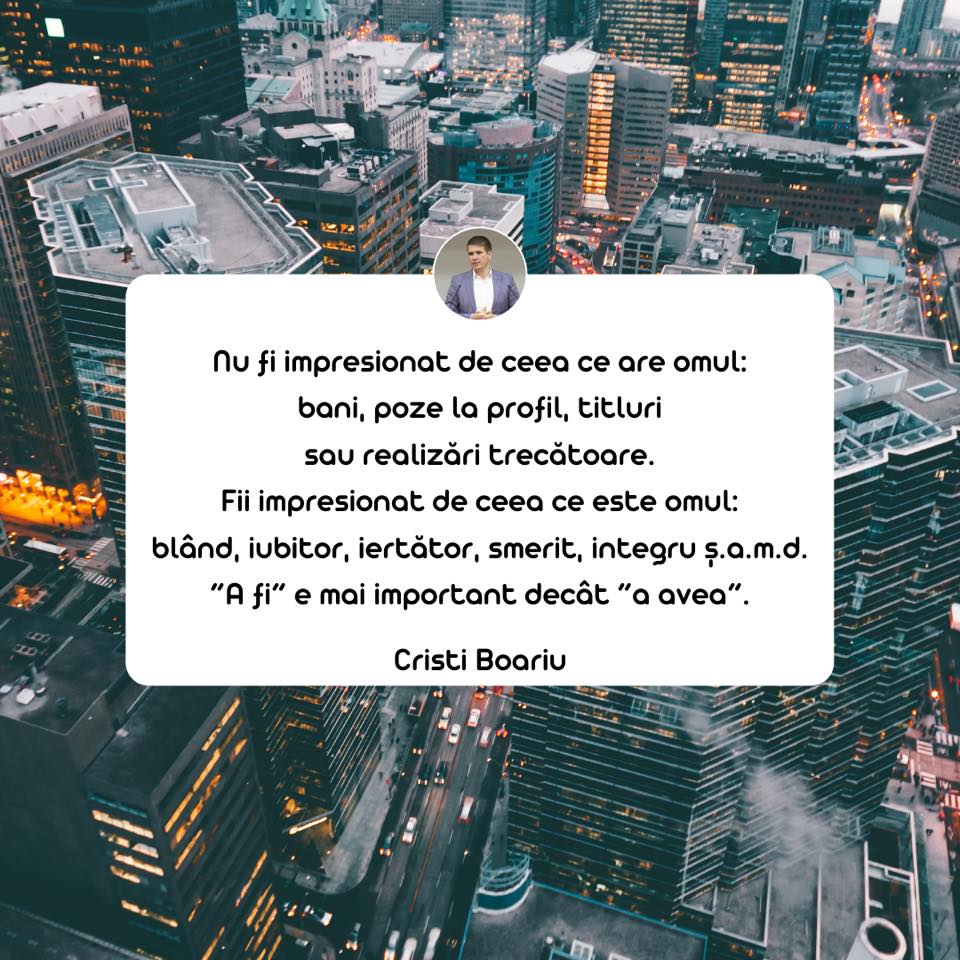 Nu fi impresionat de ceea ce are omul:
bani, poze la profil, titluri
sau realizări trecătoare.
Fii impresionat de ceea ce este omul:
blând, iubitor, iertător, smerit, integru ș.a.m.d.
"A fi" e mai important decât "a avea".
Cristi Boariu